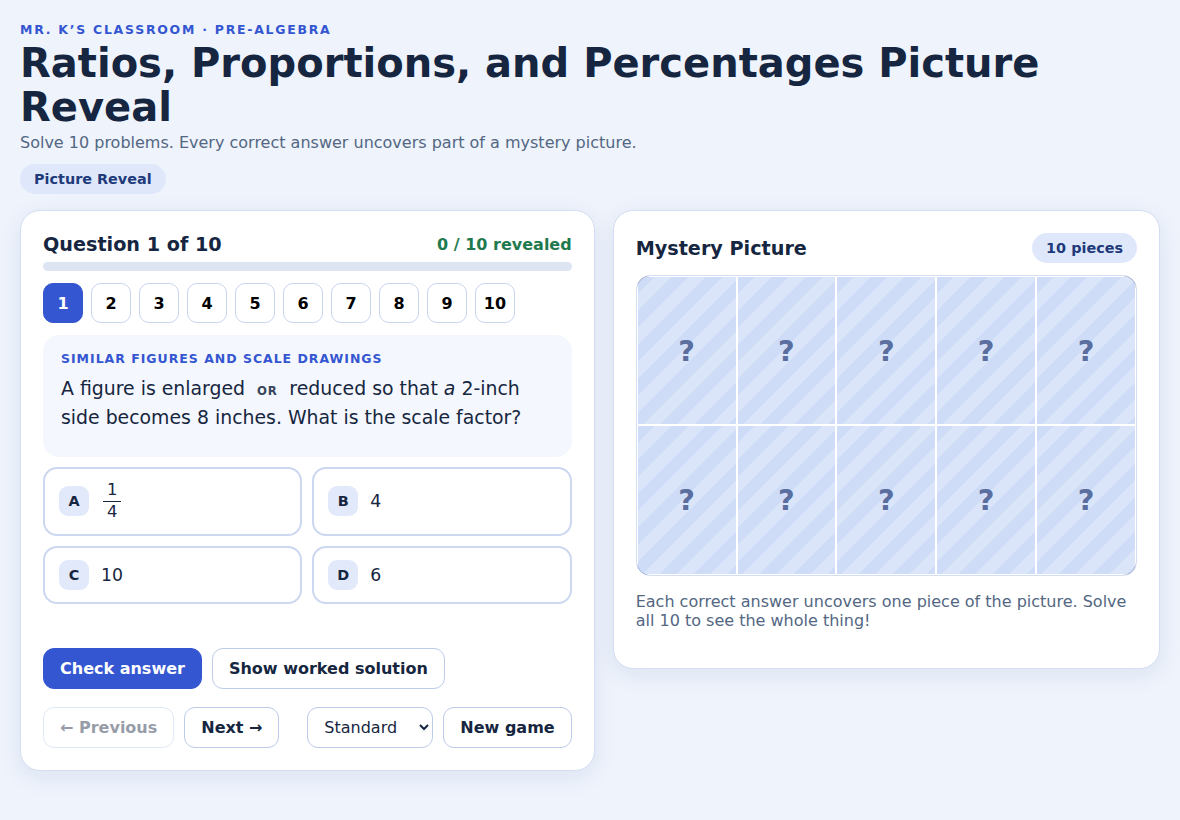 MR. K’S CLASSROOM · PRE-ALGEBRA
Ratios, Proportions, and Percentages Picture
Reveal
Solve 10 problems. Every correct answer uncovers part of a mystery picture.
Picture Reveal
Question 1 of 10
0 / 10 revealed
1 2 3 4 5 6 7 8 9 10
SIMILAR FIGURES AND SCALE DRAWINGS
A figure is enlarged OR reduced so that a 2-inch
side becomes 8 inches. What is the scale factor?
A 1/4
B 4
C 10
D 6
Check answer
Show worked solution
← Previous
Next →
Standard
New game
Mystery Picture
10 pieces
? ? ? ? ?
? ? ? ? ?
Each correct answer uncovers one piece of the picture. Solve
all 10 to see the whole thing!